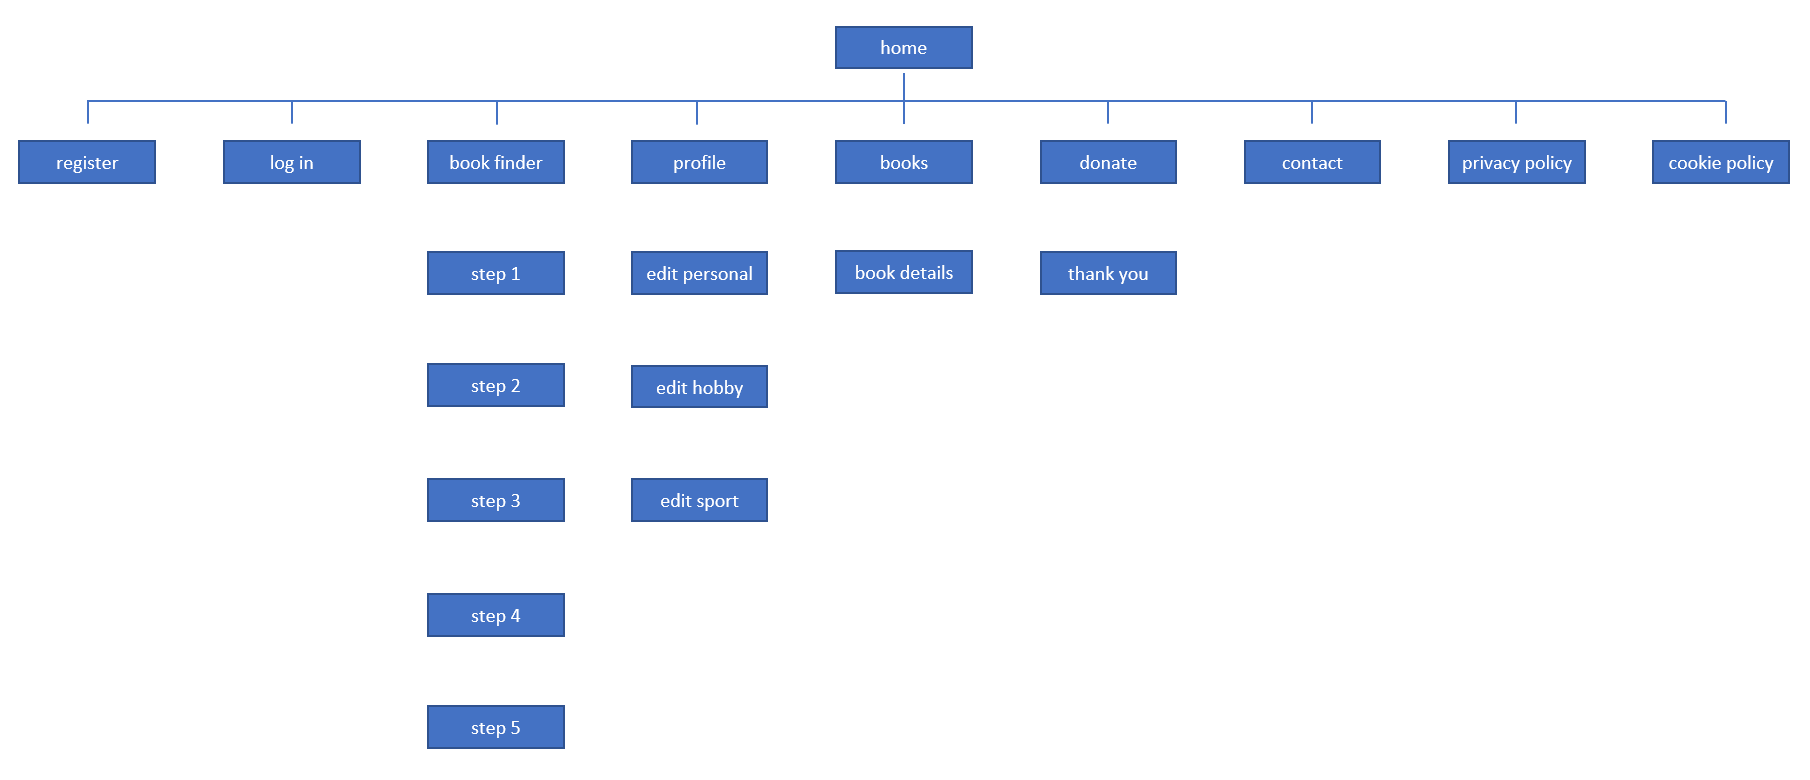 home
register
log in
book finder
profile
books
donate
contact
privacy policy
cookie policy
step 1
edit personal
book details
thank you
step 2
edit hobby
step 3
edit sport
step 4
step 5